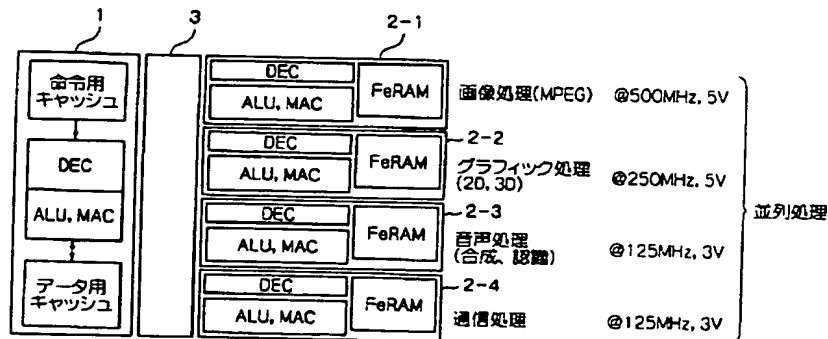 1
3
2-1
命令用
キャッシュ
DEC
ALU, MAC
データ用
キャッシュ
DEC
ALU, MAC
FeRAM
画像処理(MPEG)
@500MHz, 5V
2-2
DEC
ALU, MAC
FeRAM
グラフィック処理
(2D, 3D)
@250MHz, 5V
2-3
DEC
ALU, MAC
FeRAM
音声処理
(合成、認識)
@125MHz, 3V
2-4
DEC
ALU, MAC
FeRAM
通信処理
@125MHz, 3V
並列処理